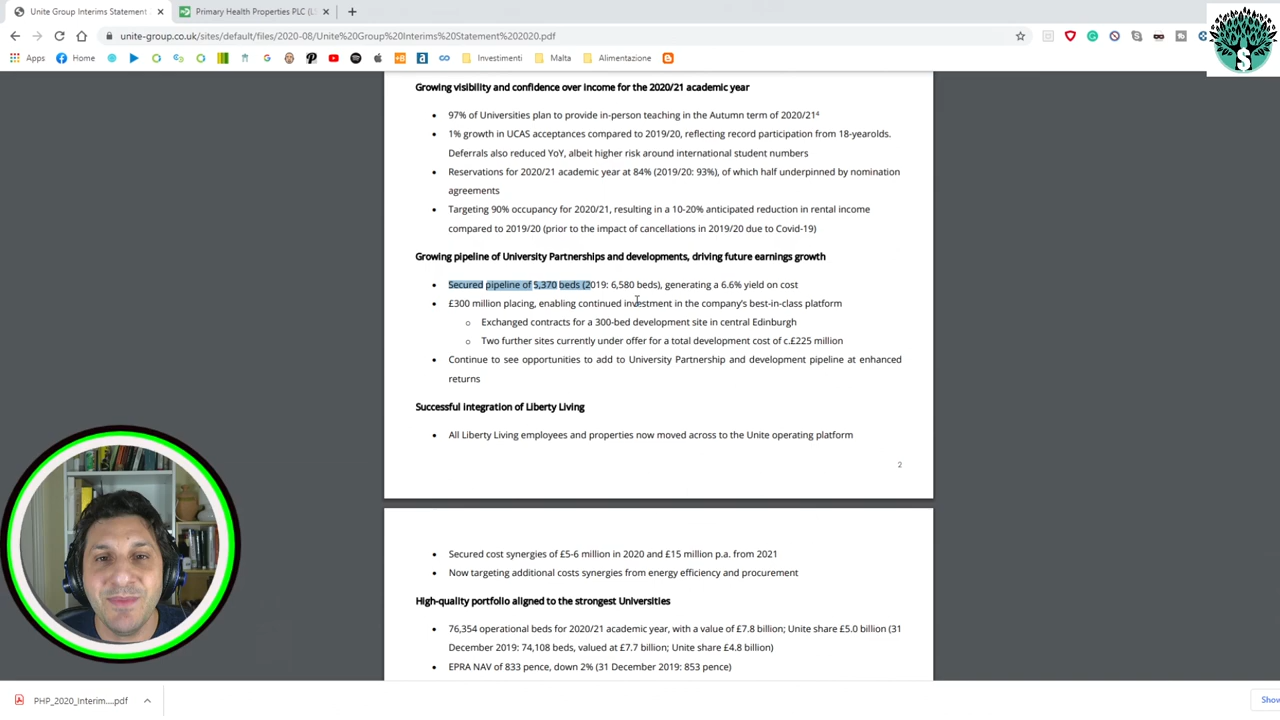 Unite Group Interims Statement
Primary Health Properties PLC (L
unite-group.co.uk/sites/default/files/2020-08/Unite%20Group%20Interims%20Statement%202020.pdf
Apps
Home
Investimenti
Malta
Alimentazione
Growing visibility and confidence over income for the 2020/21 academic year
• 97% of Universities plan to provide in-person teaching in the Autumn term of 2020/21⁴
• 1% growth in UCAS acceptances compared to 2019/20, reflecting record participation from 18-yearolds.
Deferrals also reduced YoY, albeit higher risk around international student numbers
• Reservations for 2020/21 academic year at 84% (2019/20: 93%), of which half underpinned by nomination
agreements
• Targeting 90% occupancy for 2020/21, resulting in a 10-20% anticipated reduction in rental income
compared to 2019/20 (prior to the impact of cancellations in 2019/20 due to Covid-19)
Growing pipeline of University Partnerships and developments, driving future earnings growth
• Secured pipeline of 5,370 beds (2019: 6,580 beds), generating a 6.6% yield on cost
• £300 million placing, enabling continued investment in the company's best-in-class platform
o Exchanged contracts for a 300-bed development site in central Edinburgh
o Two further sites currently under offer for a total development cost of c.£225 million
• Continue to see opportunities to add to University Partnership and development pipeline at enhanced
returns
Successful integration of Liberty Living
• All Liberty Living employees and properties now moved across to the Unite operating platform
2
• Secured cost synergies of £5-6 million in 2020 and £15 million p.a. from 2021
• Now targeting additional costs synergies from energy efficiency and procurement
High-quality portfolio aligned to the strongest Universities
• 76,354 operational beds for 2020/21 academic year, with a value of £7.8 billion; Unite share £5.0 billion (31
December 2019: 74,108 beds, valued at £7.7 billion; Unite share £4.8 billion)
• EPRA NAV of 833 pence, down 2% (31 December 2019: 853 pence)
PHP_2020_Interim....pdf
Show